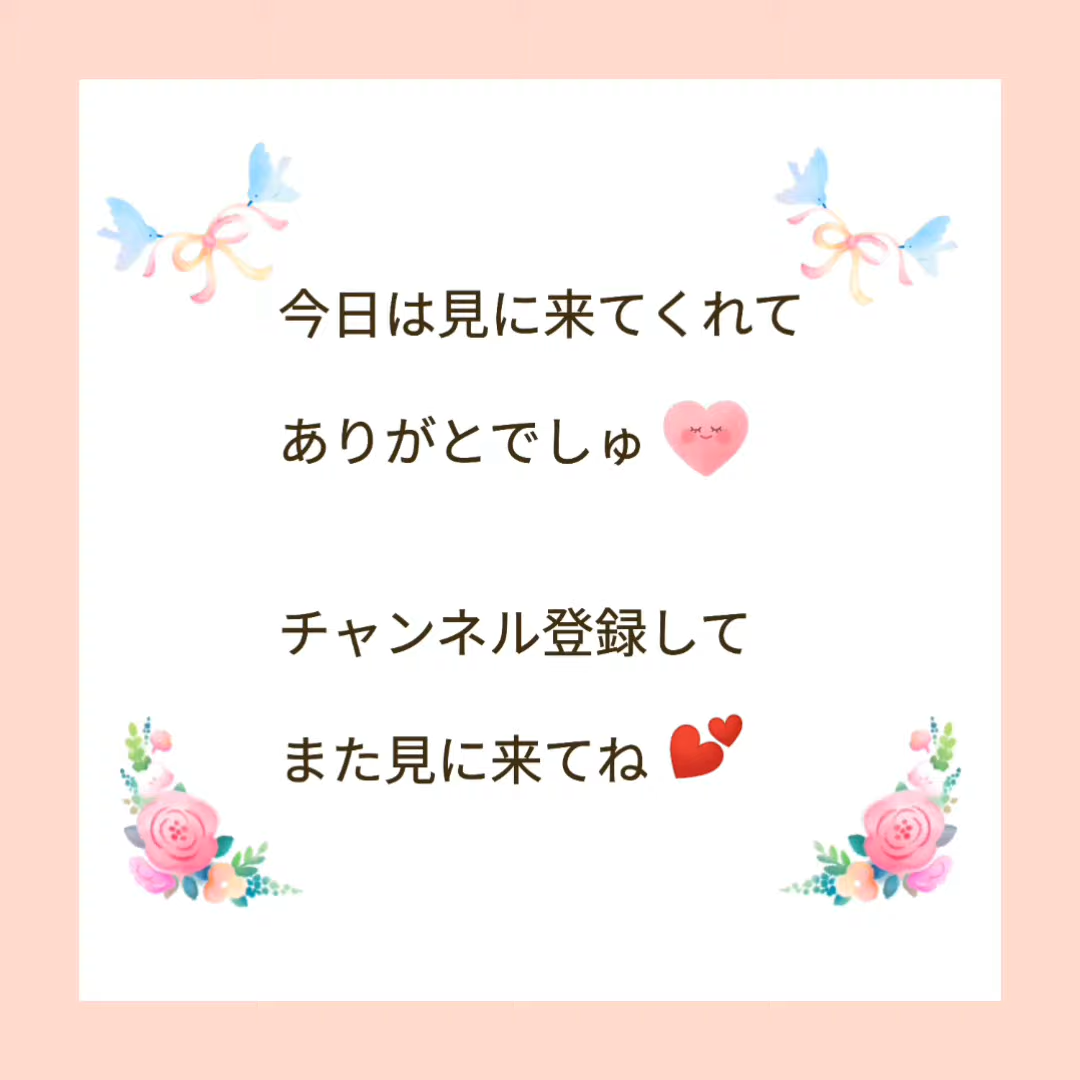 今日は見に来てくれて
ありがとでしゅ
チャンネル登録して
また見に来てね💕